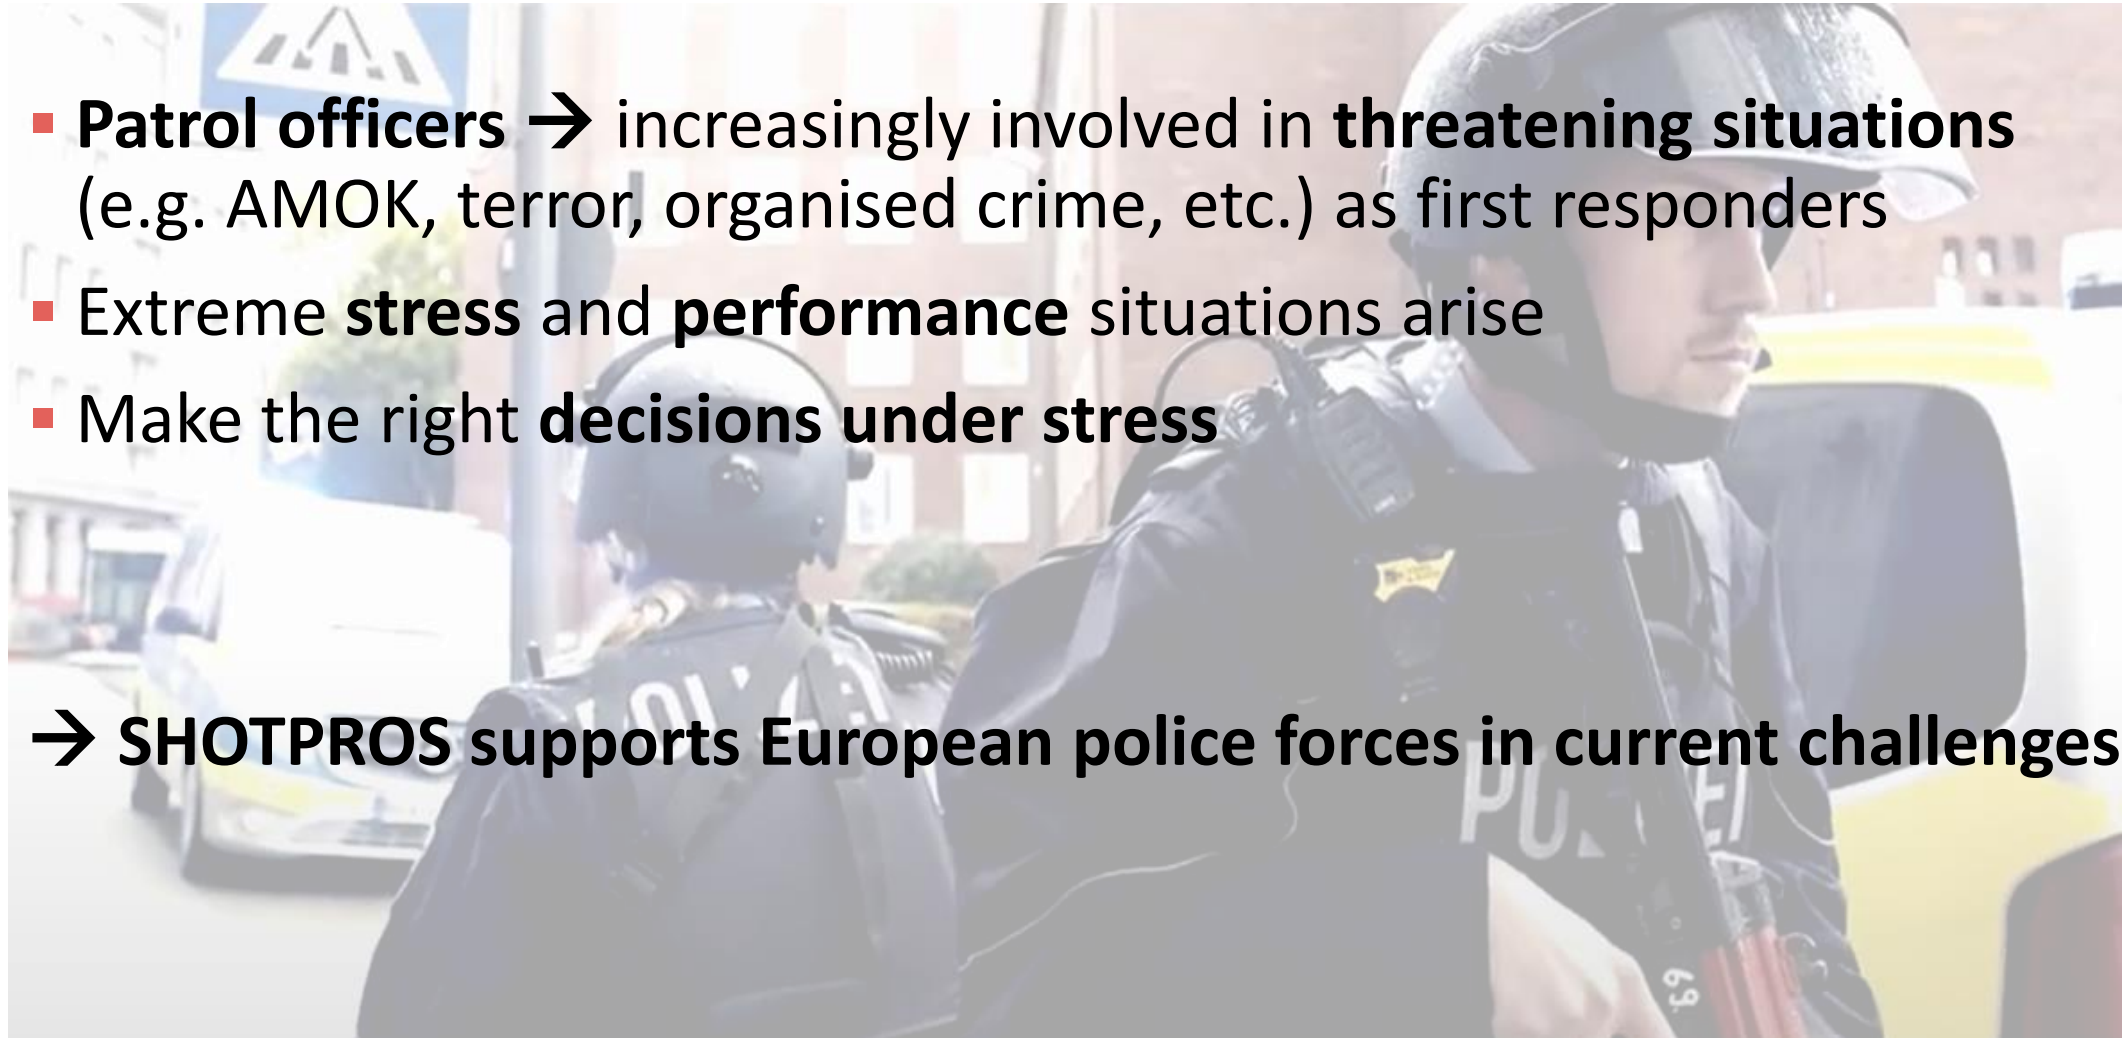 ▪ Patrol officers → increasingly involved in threatening situations
(e.g. AMOK, terror, organised crime, etc.) as first responders
▪ Extreme stress and performance situations arise
▪ Make the right decisions under stress
→ SHOTPROS supports European police forces in current challenges
69